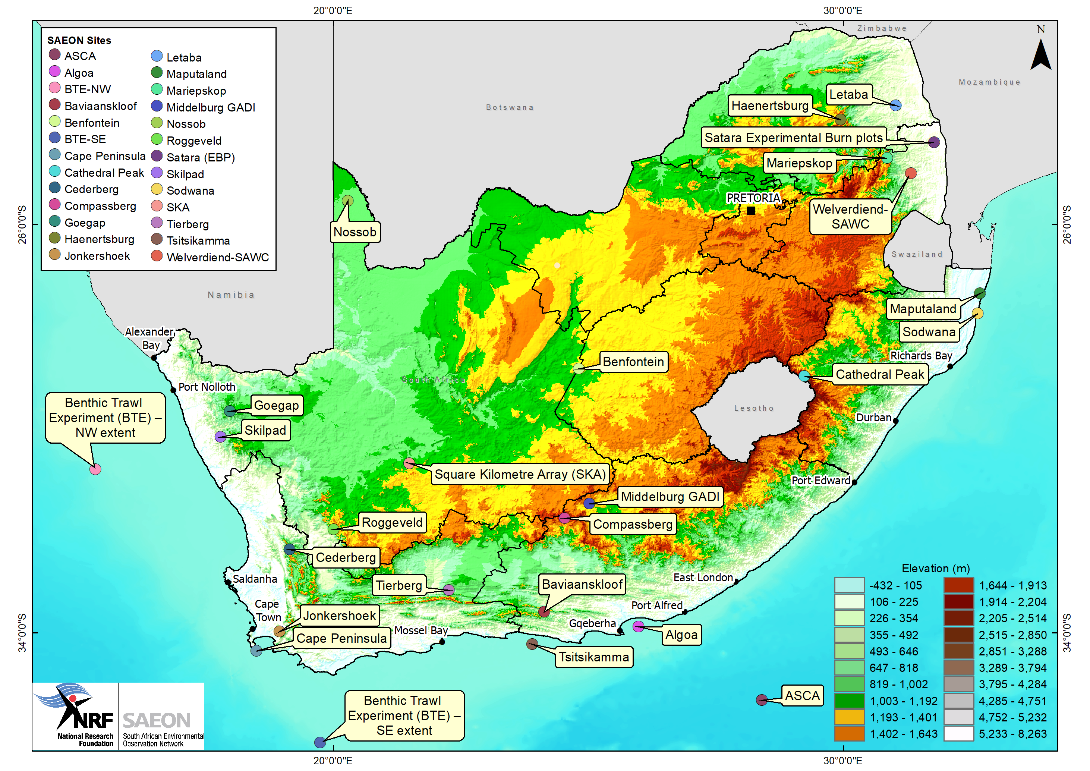 20°0'0"E
30°0'0"E
Zimbabwe
N
SAEON Sites
ASCA
Algoa
BTE-NW
Baviaanskloof
Benfontein
BTE-SE
Cape Peninsula
Cathedral Peak
Cederberg
Compassberg
Goegap
Haenertsburg
Jonkershoek
Letaba
Maputaland
Mariepskop
Middelburg GADI
Nossob
Roggeveld
Satara (EBP)
Skilpad
Sodwana
SKA
Tierberg
Tsitsikamma
Welverdiend-SAWC
Mozambique
Botswana
Letaba
Haenertsburg
Satara Experimental Burn plots
Mariepskop
PRETORIA
Welverdiend-
SAWC
26°0'0"S
26°0'0"S
Nossob
Swaziland
Namibia
Maputaland
Sodwana
Alexander
Bay
Richards Bay
Benfontein
Cathedral Peak
South Africa
Port Nolloth
Goegap
Lesotho
Benthic Trawl
Experiment (BTE) –
NW extent
Durban
Skilpad
Square Kilometre Array (SKA)
Port Edward
Middelburg GADI
Roggeveld
Compassberg
Cederberg
Elevation (m)
-432 - 105
106 - 225
226 - 354
355 - 492
493 - 646
647 - 818
819 - 1,002
1,003 - 1,192
1,193 - 1,401
1,402 - 1,643
1,644 - 1,913
1,914 - 2,204
2,205 - 2,514
2,515 - 2,850
2,851 - 3,288
3,289 - 3,794
3,795 - 4,284
4,285 - 4,751
4,752 - 5,232
5,233 - 8,263
Saldanha
Tierberg
Baviaanskloof
East London
Cape
Town
Jonkershoek
Port Alfred
Cape Peninsula
Mossel Bay
Gqeberha
Algoa
34°0'0"S
34°0'0"S
Tsitsikamma
ASCA
Benthic Trawl
Experiment (BTE) –
SE extent
NRF
National Research
Foundation
SAEON
South African Environmental
Observation Network
20°0'0"E
30°0'0"E